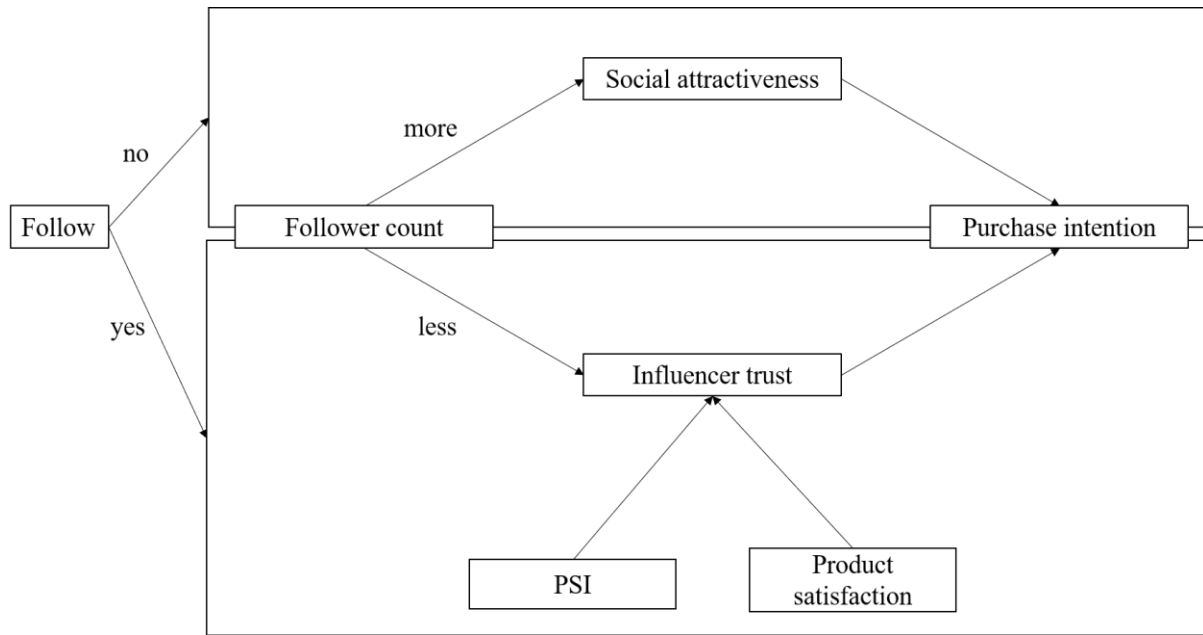 Social attractiveness
more
no
Follow
Follower count
Purchase intention
yes
less
Influencer trust
PSI
Product
satisfaction